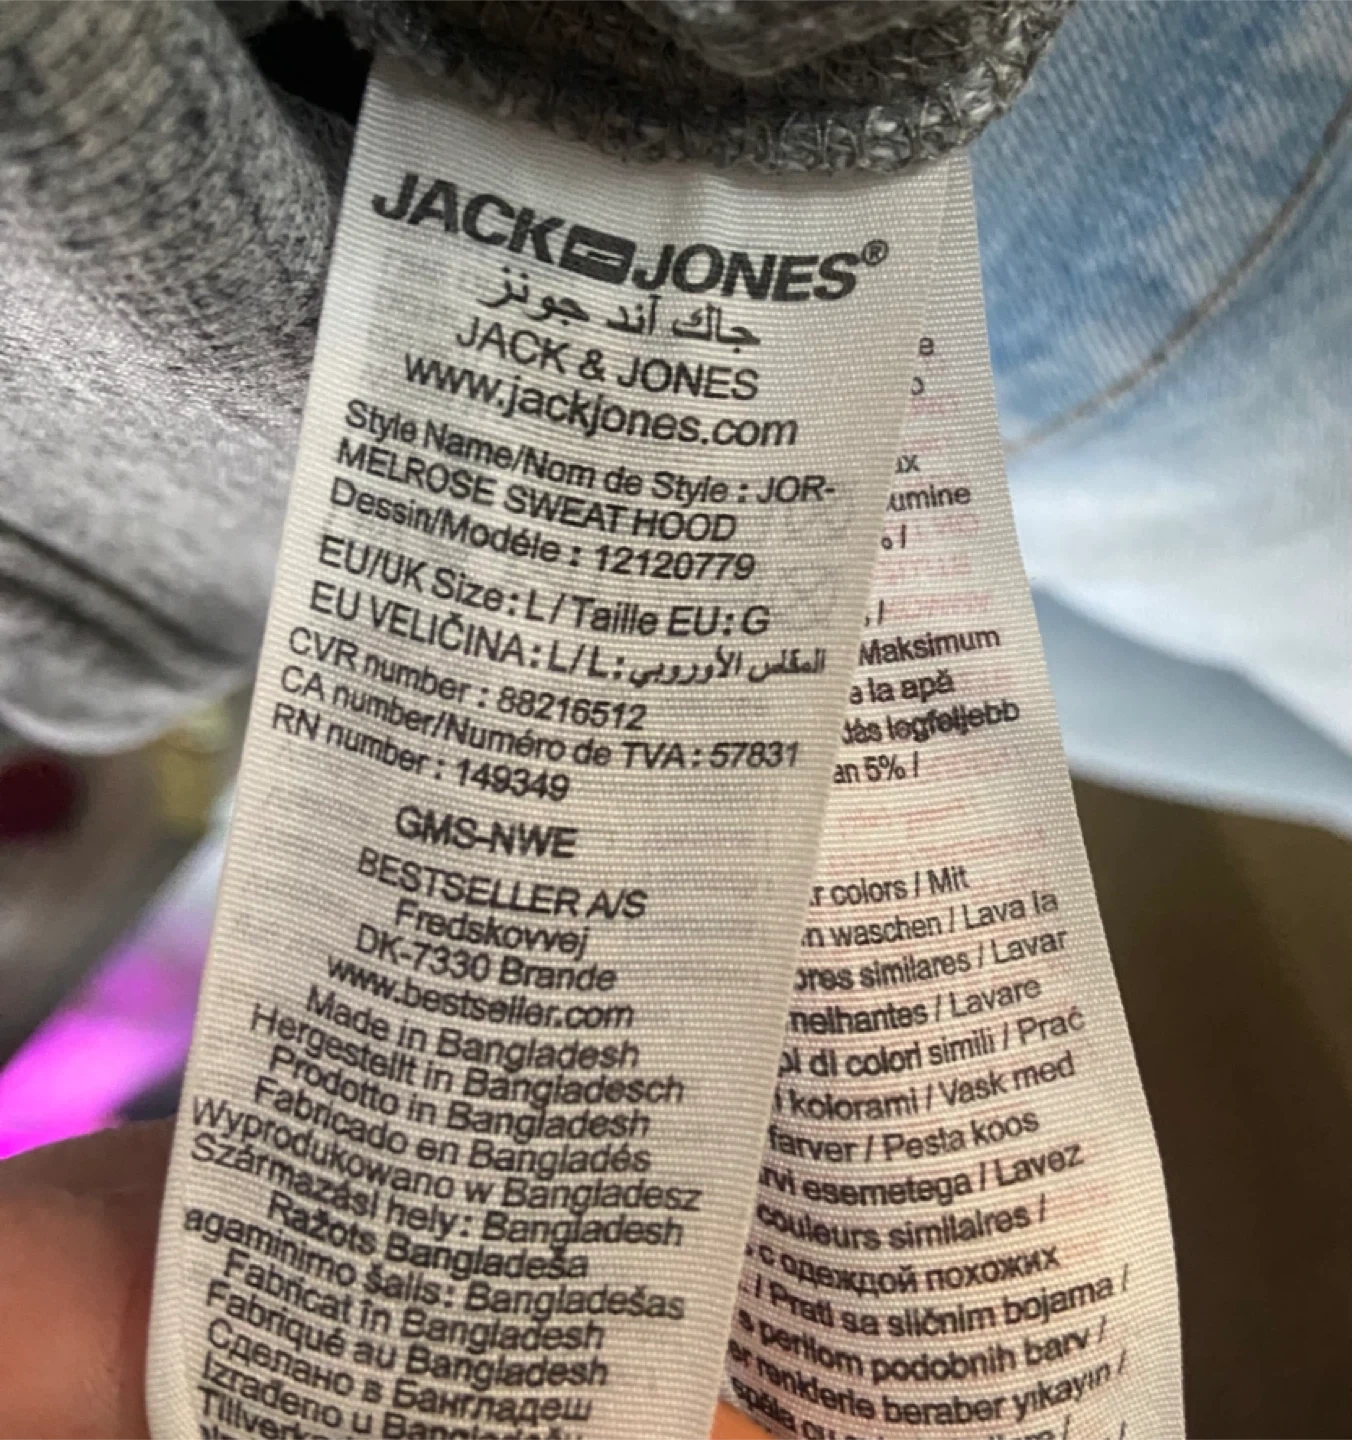 JACK JONES®
جاك آند جونز
JACK & JONES
www.jackjones.com
Style Name/Nom de Style : JOR-
MELROSE SWEAT HOOD
Dessin/Modéle : 12120779
EU/UK Size : L / Taille EU : G
EU VELIČINA : L / L : المقاس الأوروبي
CVR number : 88216512
CA number/Numéro de TVA : 57831
RN number : 149349
GMS-NWE
BESTSELLER A/S
Fredskovvej
DK-7330 Brande
www.bestseller.com
Made in Bangladesh
Hergestellt in Bangladesch
Prodotto in Bangladesh
Fabricado en Bangladés
Wyprodukowano w Bangladesz
Származási hely : Bangladesh
Ražots Bangladeša
agaminimo šalis: Bangladešas
Fabricat în Bangladesh
Fabriqué au Bangladesh
Сделано в Бангладеш
Izrađeno u
umine
Maksimum
la apă
legfeljebb
5% /
colors / Mit
waschen / Lava la
similares / Lavar
/ Lavare
di colori simili / Prać
kolorami / Vask med
farver / Pesta koos
esemetega / Lavez
couleurs similaires /
с одеждой похожих
/ Prati sa sličnim bojama /
perilom podobnih barv /
renklerle beraber yıkayın /